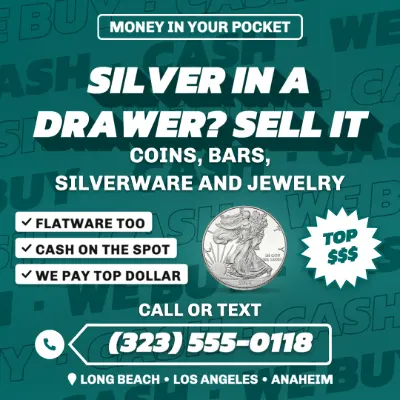 MONEY IN YOUR POCKET
SILVER IN A
DRAWER? SELL IT
COINS, BARS,
SILVERWARE AND JEWELRY
✓ FLATWARE TOO
✓ CASH ON THE SPOT
✓ WE PAY TOP DOLLAR
TOP
$$$
CALL OR TEXT
(323) 555-0118
LONG BEACH • LOS ANGELES • ANAHEIM